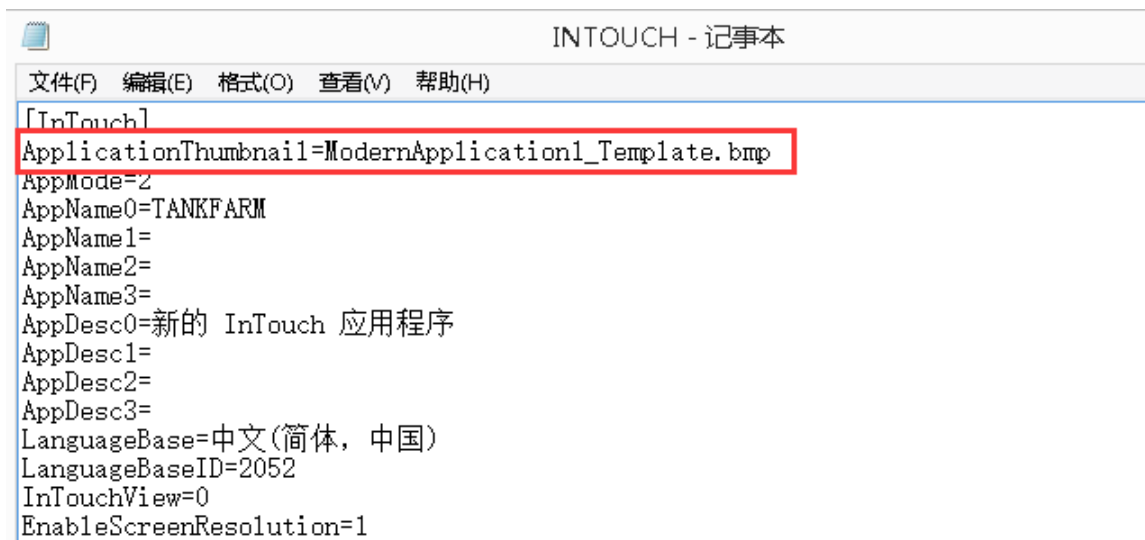 INTOUCH - 记事本
文件(F) 编辑(E) 格式(O) 查看(V) 帮助(H)
[InTouch]
ApplicationThumbnail=ModernApplication1_Template.bmp
AppMode=2
AppName0=TANKFARM
AppName1=
AppName2=
AppName3=
AppDesc0=新的 InTouch 应用程序
AppDesc1=
AppDesc2=
AppDesc3=
LanguageBase=中文(简体，中国)
LanguageBaseID=2052
InTouchView=0
EnableScreenResolution=1